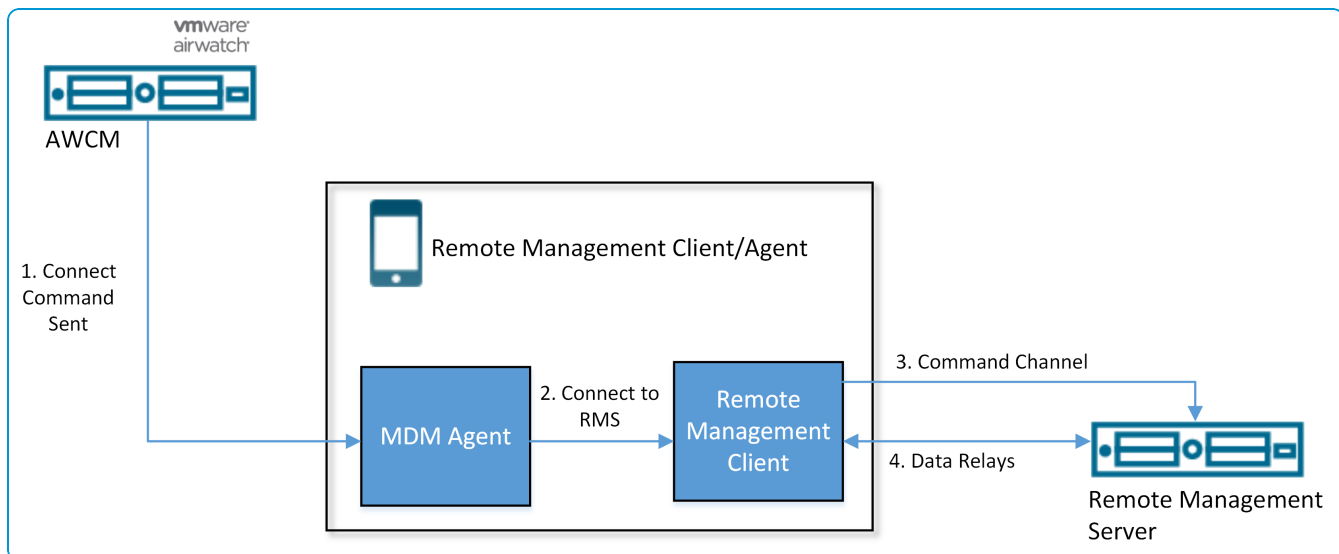 vmware
airwatch
AWCM
Remote Management Client/Agent
1. Connect
Command
Sent
MDM Agent
2. Connect to
RMS
Remote
Management
Client
3. Command Channel
4. Data Relays
Remote Management
Server